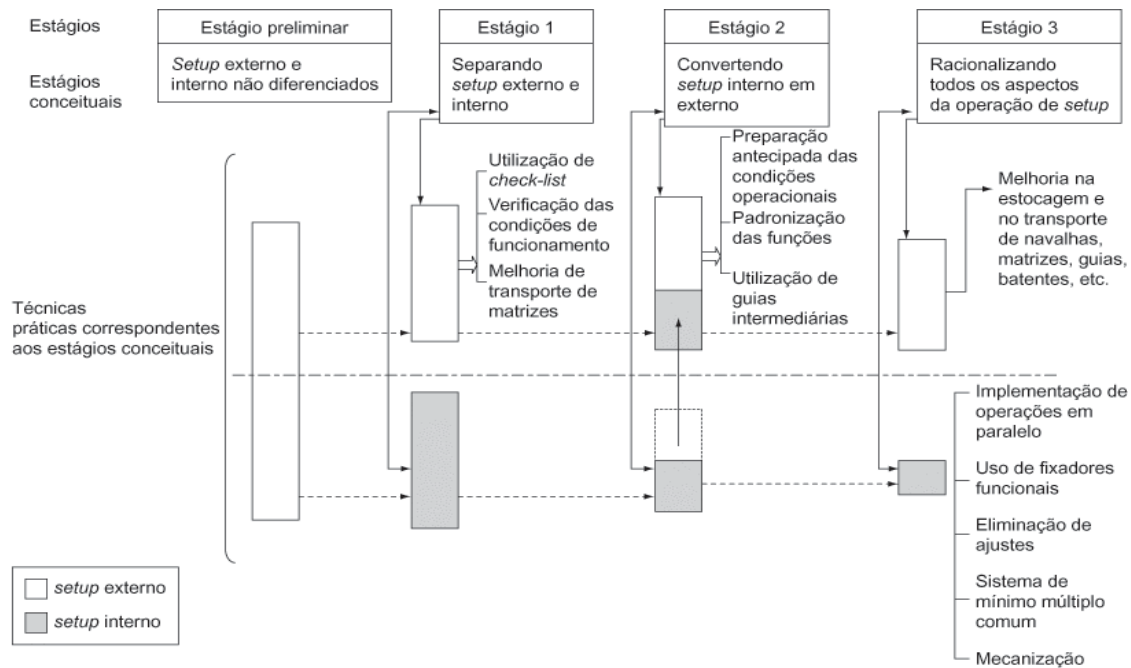 Estágios
Estágio preliminar
Estágio 1
Estágio 2
Estágio 3
Estágios
conceituais
Setup externo e
interno não diferenciados
Separando
setup externo e
interno
Convertendo
setup interno em
externo
Racionalizando
todos os aspectos
da operação de setup
Técnicas
práticas correspondentes
aos estágios conceituais
Utilização de
check-list
Verificação das
condições de
funcionamento
Melhoria de
transporte de
matrizes
Preparação
antecipada das
condições
operacionais
Padronização
das funções
Utilização de
guias
intermediárias
Melhoria na
estocagem e
no transporte
de navalhas,
matrizes, guias,
batentes, etc.
Implementação de
operações em
paralelo
Uso de fixadores
funcionais
Eliminação de
ajustes
Sistema de
mínimo múltiplo
comum
Mecanização
setup externo
setup interno